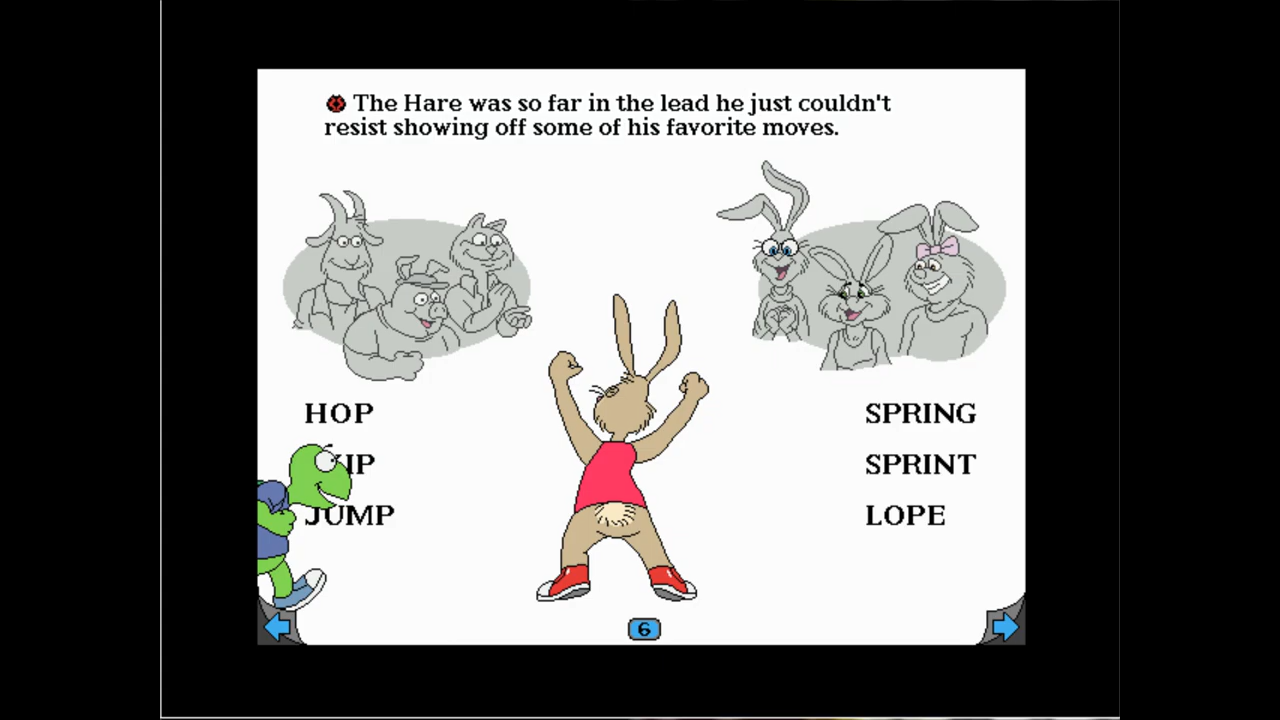 The Hare was so far in the lead he just couldn't
resist showing off some of his favorite moves.
HOP
SPRING
KIP
SPRINT
JUMP
LOPE
6